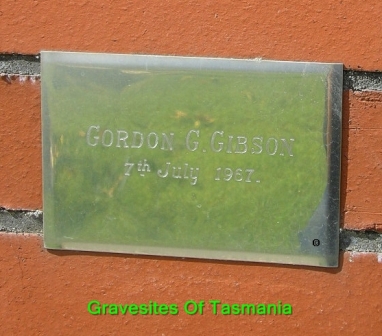 GORDON G. GIBSON
7th July 1967.
Gravesites Of Tasmania